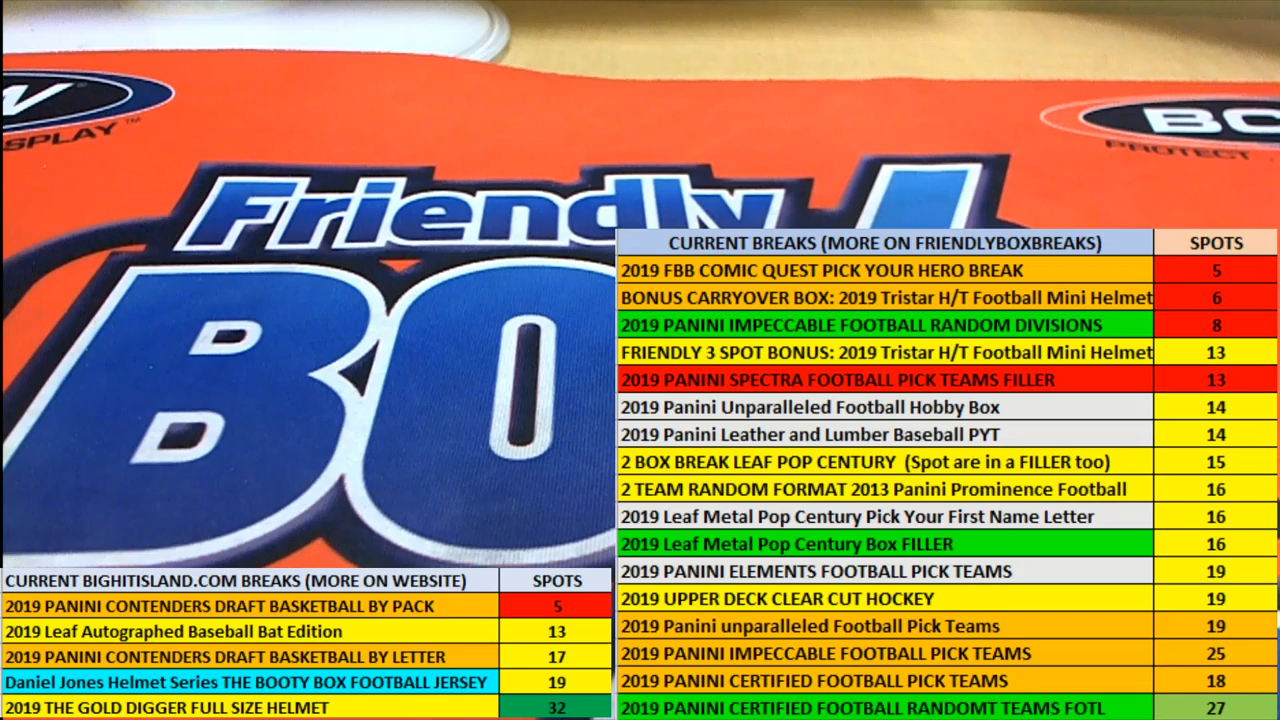 SPLAY™
BC
PROTECT
Friendly
BO
CURRENT BREAKS (MORE ON FRIENDLYBOXBREAKS) SPOTS
2019 FBB COMIC QUEST PICK YOUR HERO BREAK 5
BONUS CARRYOVER BOX: 2019 Tristar H/T Football Mini Helmet 6
2019 PANINI IMPECCABLE FOOTBALL RANDOM DIVISIONS 8
FRIENDLY 3 SPOT BONUS: 2019 Tristar H/T Football Mini Helmet 13
2019 PANINI SPECTRA FOOTBALL PICK TEAMS FILLER 13
2019 Panini Unparalleled Football Hobby Box 14
2019 Panini Leather and Lumber Baseball PYT 14
2 BOX BREAK LEAF POP CENTURY (Spot are in a FILLER too) 15
2 TEAM RANDOM FORMAT 2013 Panini Prominence Football 16
2019 Leaf Metal Pop Century Pick Your First Name Letter 16
2019 Leaf Metal Pop Century Box FILLER 16
2019 PANINI ELEMENTS FOOTBALL PICK TEAMS 19
2019 UPPER DECK CLEAR CUT HOCKEY 19
2019 Panini unparalleled Football Pick Teams 19
2019 PANINI IMPECCABLE FOOTBALL PICK TEAMS 25
2019 PANINI CERTIFIED FOOTBALL PICK TEAMS 18
2019 PANINI CERTIFIED FOOTBALL RANDOMT TEAMS FOTL 27
CURRENT BIGHITISLAND.COM BREAKS (MORE ON WEBSITE) SPOTS
2019 PANINI CONTENDERS DRAFT BASKETBALL BY PACK 5
2019 Leaf Autographed Baseball Bat Edition 13
2019 PANINI CONTENDERS DRAFT BASKETBALL BY LETTER 17
Daniel Jones Helmet Series THE BOOTY BOX FOOTBALL JERSEY 19
2019 THE GOLD DIGGER FULL SIZE HELMET 32